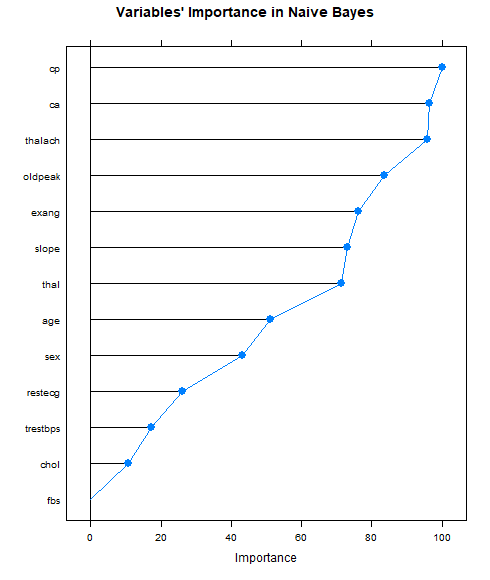 Variables' Importance in Naive Bayes
cp
ca
thalach
oldpeak
exang
slope
thal
age
sex
restecg
trestbps
chol
fbs
0 20 40 60 80 100
Importance